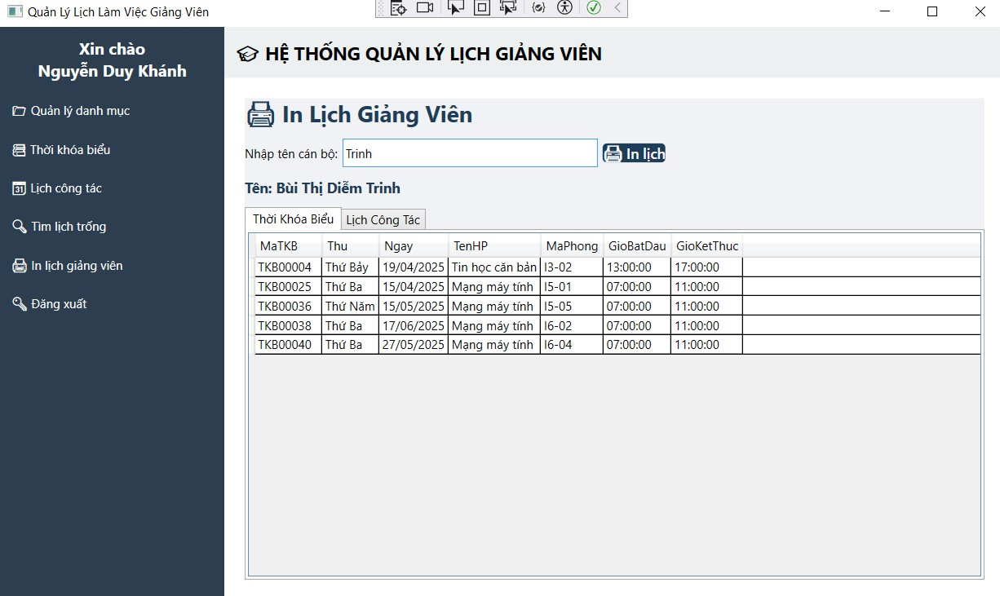 Quản Lý Lịch Làm Việc Giảng Viên
Xin chào
Nguyễn Duy Khánh
Quản lý danh mục
Thời khóa biểu
31 Lịch công tác
Tìm lịch trống
In lịch giảng viên
Đăng xuất
HỆ THỐNG QUẢN LÝ LỊCH GIẢNG VIÊN
In Lịch Giảng Viên
Nhập tên cán bộ: Trinh In lịch
Tên: Bùi Thị Diễm Trinh
Thời Khóa Biểu Lịch Công Tác
MaTKB Thu Ngay TenHP MaPhong GioBatDau GioKetThuc
TKB00004 Thứ Bảy 19/04/2025 Tin học căn bản I3-02 13:00:00 17:00:00
TKB00025 Thứ Ba 15/04/2025 Mạng máy tính I5-01 07:00:00 11:00:00
TKB00036 Thứ Năm 15/05/2025 Mạng máy tính I5-05 07:00:00 11:00:00
TKB00038 Thứ Ba 17/06/2025 Mạng máy tính I6-02 07:00:00 11:00:00
TKB00040 Thứ Ba 27/05/2025 Mạng máy tính I6-04 07:00:00 11:00:00